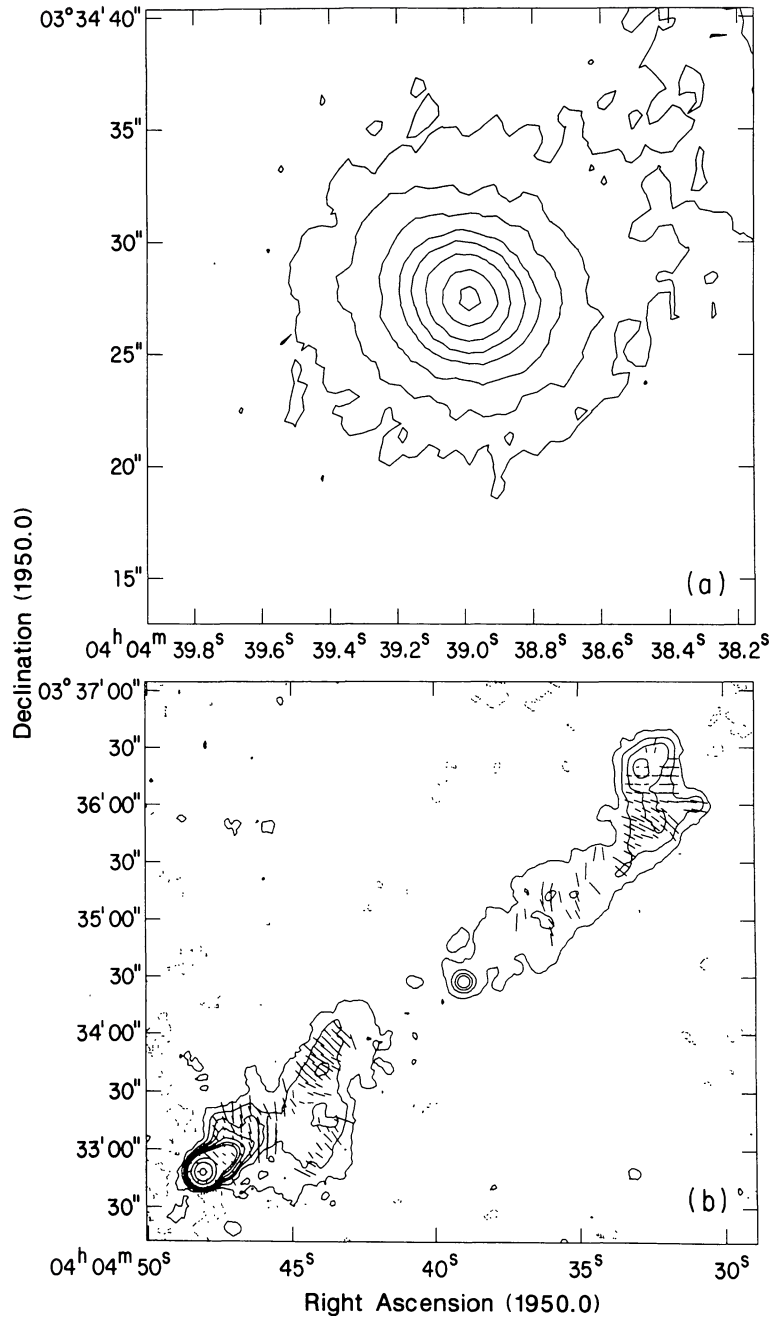 03° 34' 40"
35"
30"
25"
20"
15"
(a)
04ʰ 04ᵐ 39.8ˢ 39.6ˢ 39.4ˢ 39.2ˢ 39.0ˢ 38.8ˢ 38.6ˢ 38.4ˢ 38.2ˢ
Declination (1950.0)
03° 37' 00"
30"
36' 00"
30"
35' 00"
30"
34' 00"
30"
33' 00"
30"
(b)
04ʰ 04ᵐ 50ˢ 45ˢ 40ˢ 35ˢ 30ˢ
Right Ascension (1950.0)